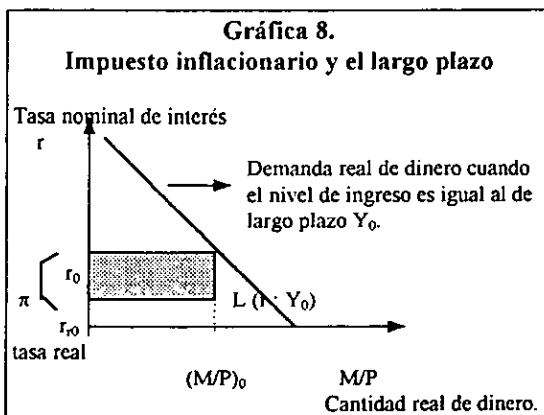 Gráfica 8.
Impuesto inflacionario y el largo plazo
Tasa nominal de interés
r
Demanda real de dinero cuando
el nivel de ingreso es igual al de
largo plazo Y₀.
r₀
π
L (r ; Y₀)
r_r0
tasa real
(M/P)₀ M/P
Cantidad real de dinero.